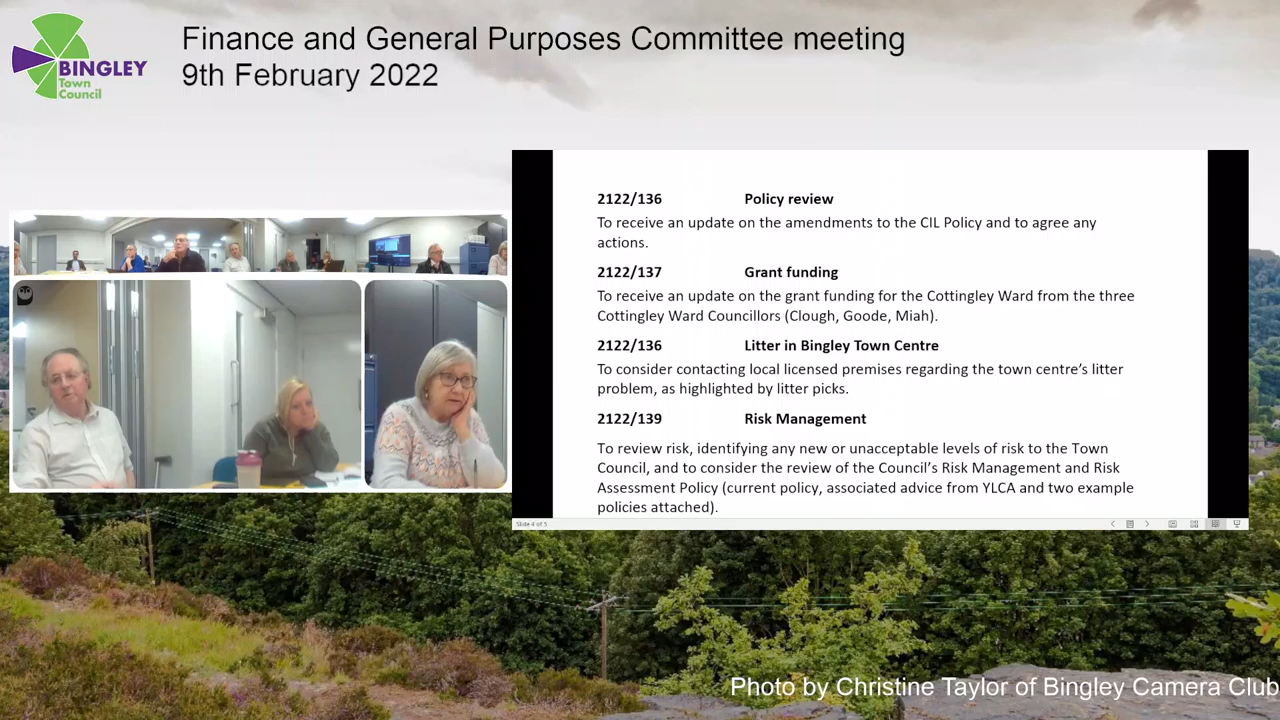 Finance and General Purposes Committee meeting
9th February 2022
BINGLEY
Town
Council
2122/136 Policy review
To receive an update on the amendments to the CIL Policy and to agree any
actions.
2122/137 Grant funding
To receive an update on the grant funding for the Cottingley Ward from the three
Cottingley Ward Councillors (Clough, Goode, Miah).
2122/136 Litter in Bingley Town Centre
To consider contacting local licensed premises regarding the town centre's litter
problem, as highlighted by litter picks.
2122/139 Risk Management
To review risk, identifying any new or unacceptable levels of risk to the Town
Council, and to consider the review of the Council's Risk Management and Risk
Assessment Policy (current policy, associated advice from YLCA and two example
policies attached).
Slide 4 of 5
Photo by Christine Taylor of Bingley Camera Club